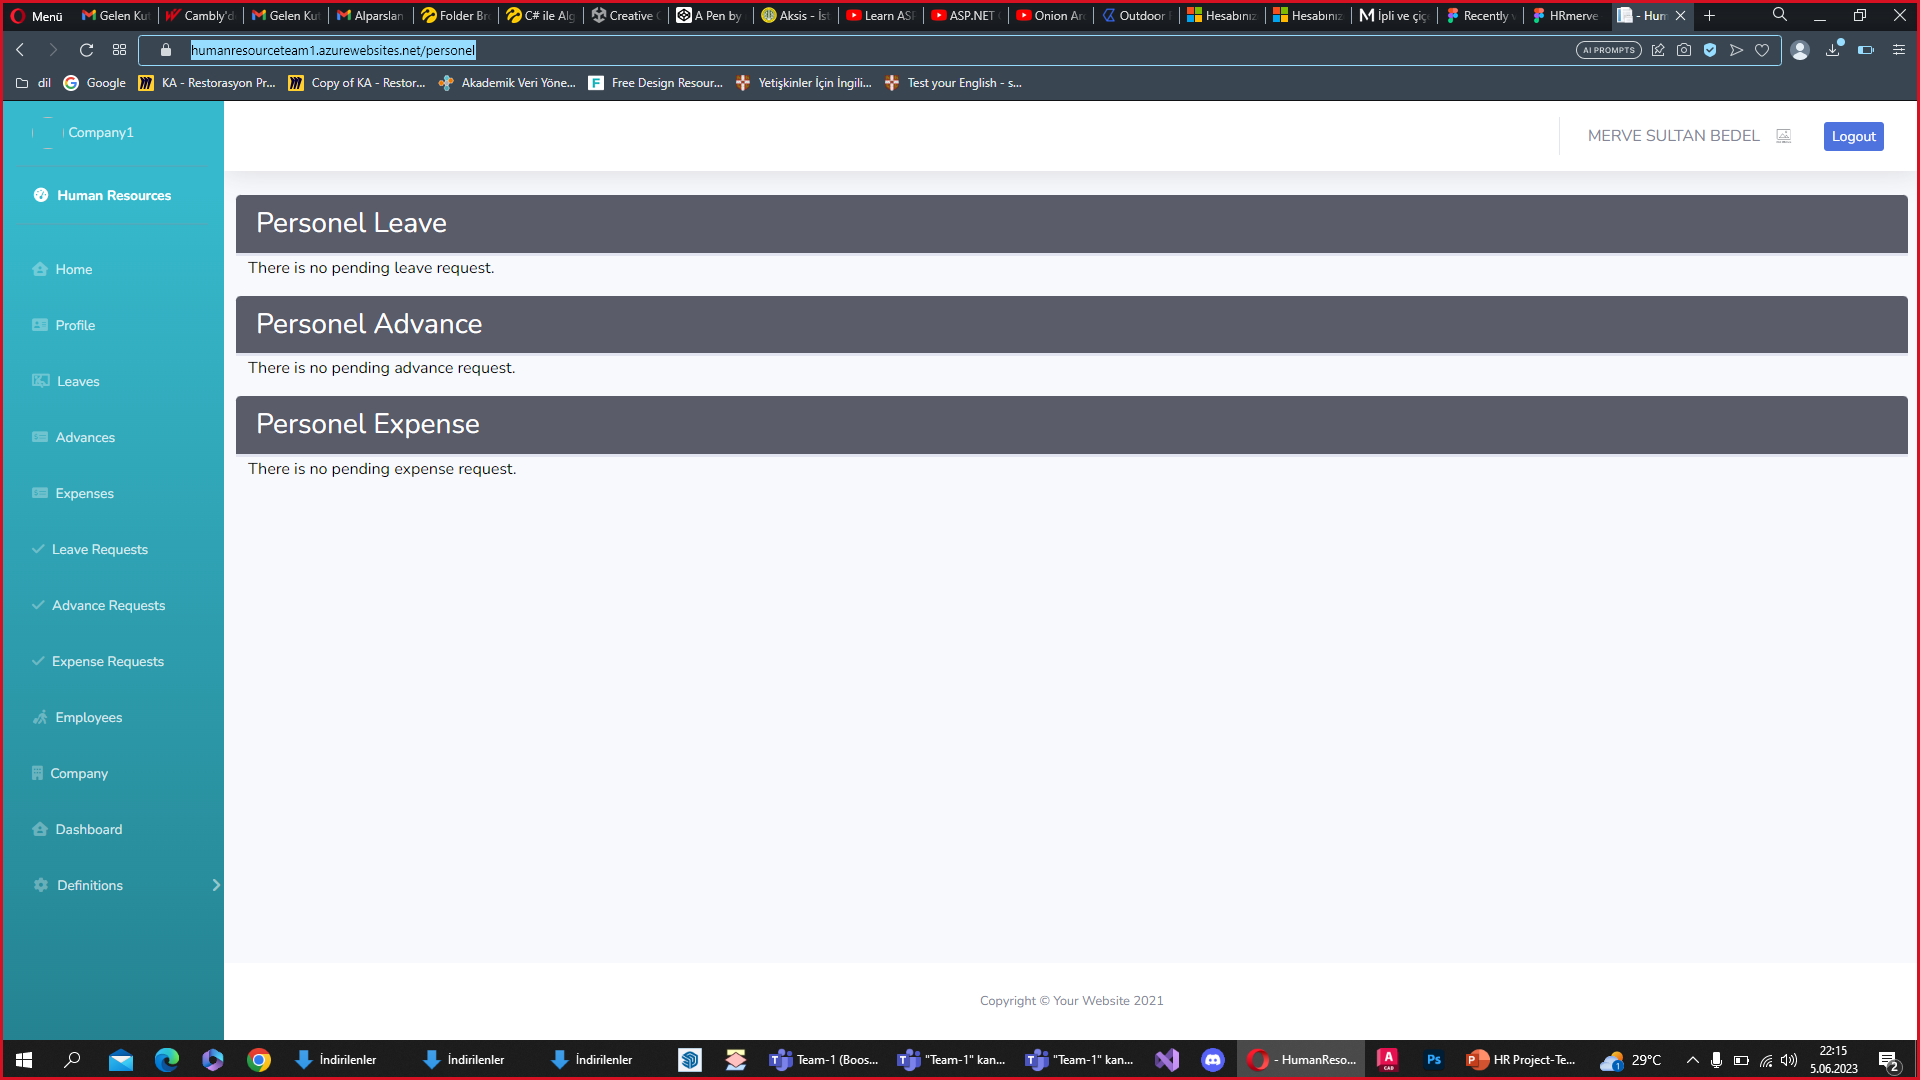 Menü
Gelen Kut
Cambly'd
Gelen Kut
Alparslan
Folder Br
C# ile Alg
Creative
A Pen by
Aksis - İst
Learn ASP
ASP.NET
Onion Ar
Outdoor
Hesabınız
Hesabınız
İpli ve çiç
Recently
HRmerve
- Hum
humanresourceteam1.azurewebsites.net/personel
AI PROMPTS
dil
Google
KA - Restorasyon Pr...
Copy of KA - Restor...
Akademik Veri Yöne...
Free Design Resour...
Yetişkinler İçin İngili...
Test your English - s...
Company1
MERVE SULTAN BEDEL
Logout
Human Resources
Home
Profile
Leaves
Advances
Expenses
Leave Requests
Advance Requests
Expense Requests
Employees
Company
Dashboard
Definitions
Personel Leave
There is no pending leave request.
Personel Advance
There is no pending advance request.
Personel Expense
There is no pending expense request.
Copyright © Your Website 2021
İndirilenler
İndirilenler
İndirilenler
Team-1 (Boos...
"Team-1" kan...
"Team-1" kan...
- HumanReso...
HR Project-Te...
29°C
22:15
5.06.2023
2